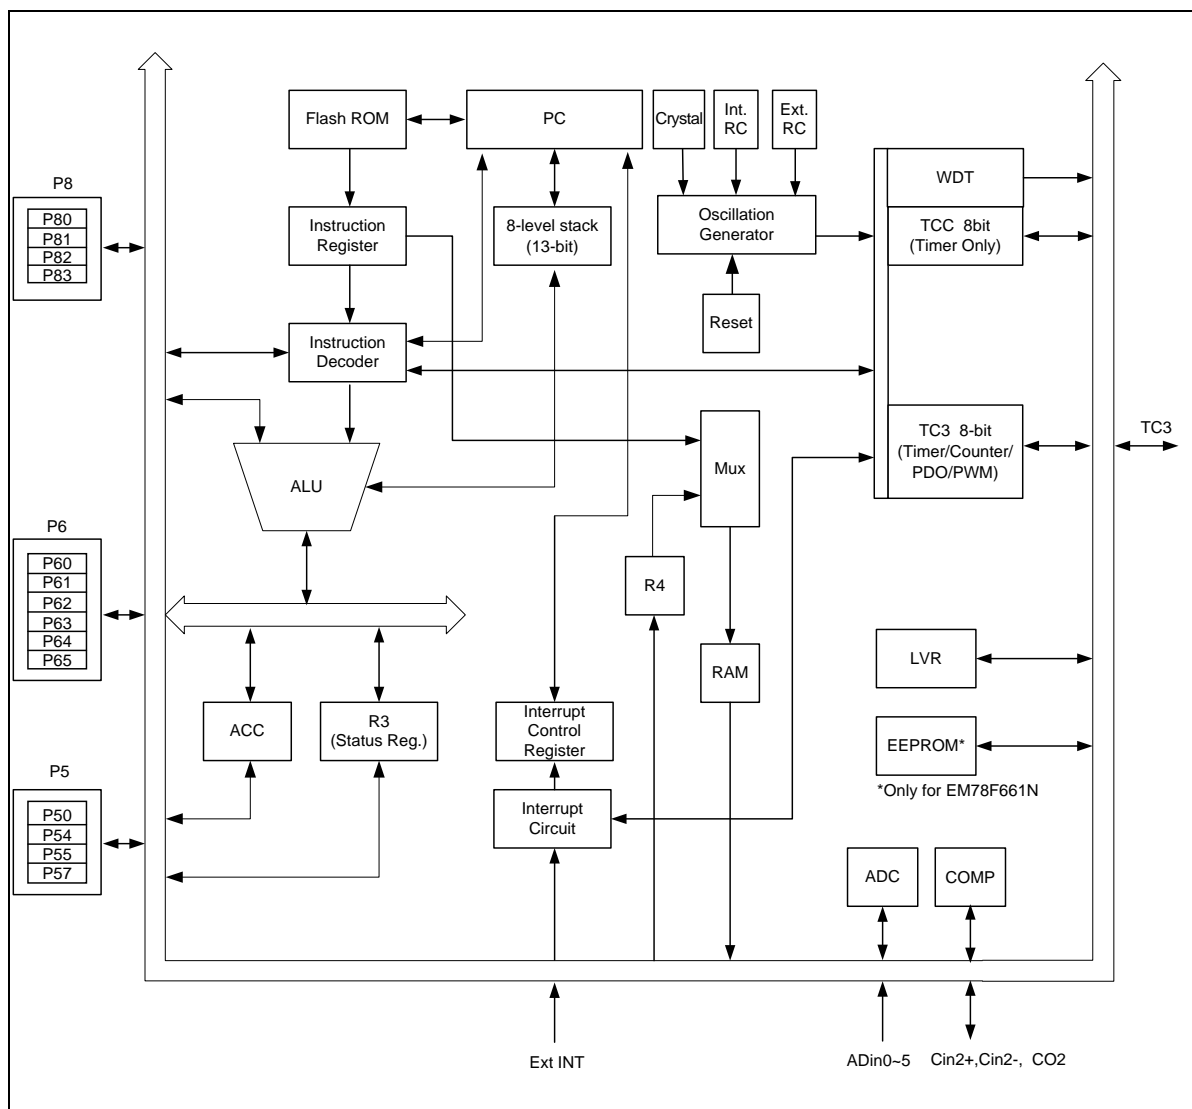 Flash ROM
PC
Crystal
Int.
RC
Ext.
RC
P8
P80
P81
P82
P83
Instruction
Register
8-level stack
(13-bit)
Oscillation
Generator
WDT
TCC 8bit
(Timer Only)
Reset
Instruction
Decoder
ALU
Mux
TC3 8-bit
(Timer/Counter/
PDO/PWM)
TC3
P6
P60
P61
P62
P63
P64
P65
R4
RAM
LVR
ACC
R3
(Status Reg.)
Interrupt
Control
Register
EEPROM*
*Only for EM78F661N
P5
P50
P54
P55
P57
Interrupt
Circuit
ADC
COMP
Ext INT
ADin0~5
Cin2+,Cin2-, CO2